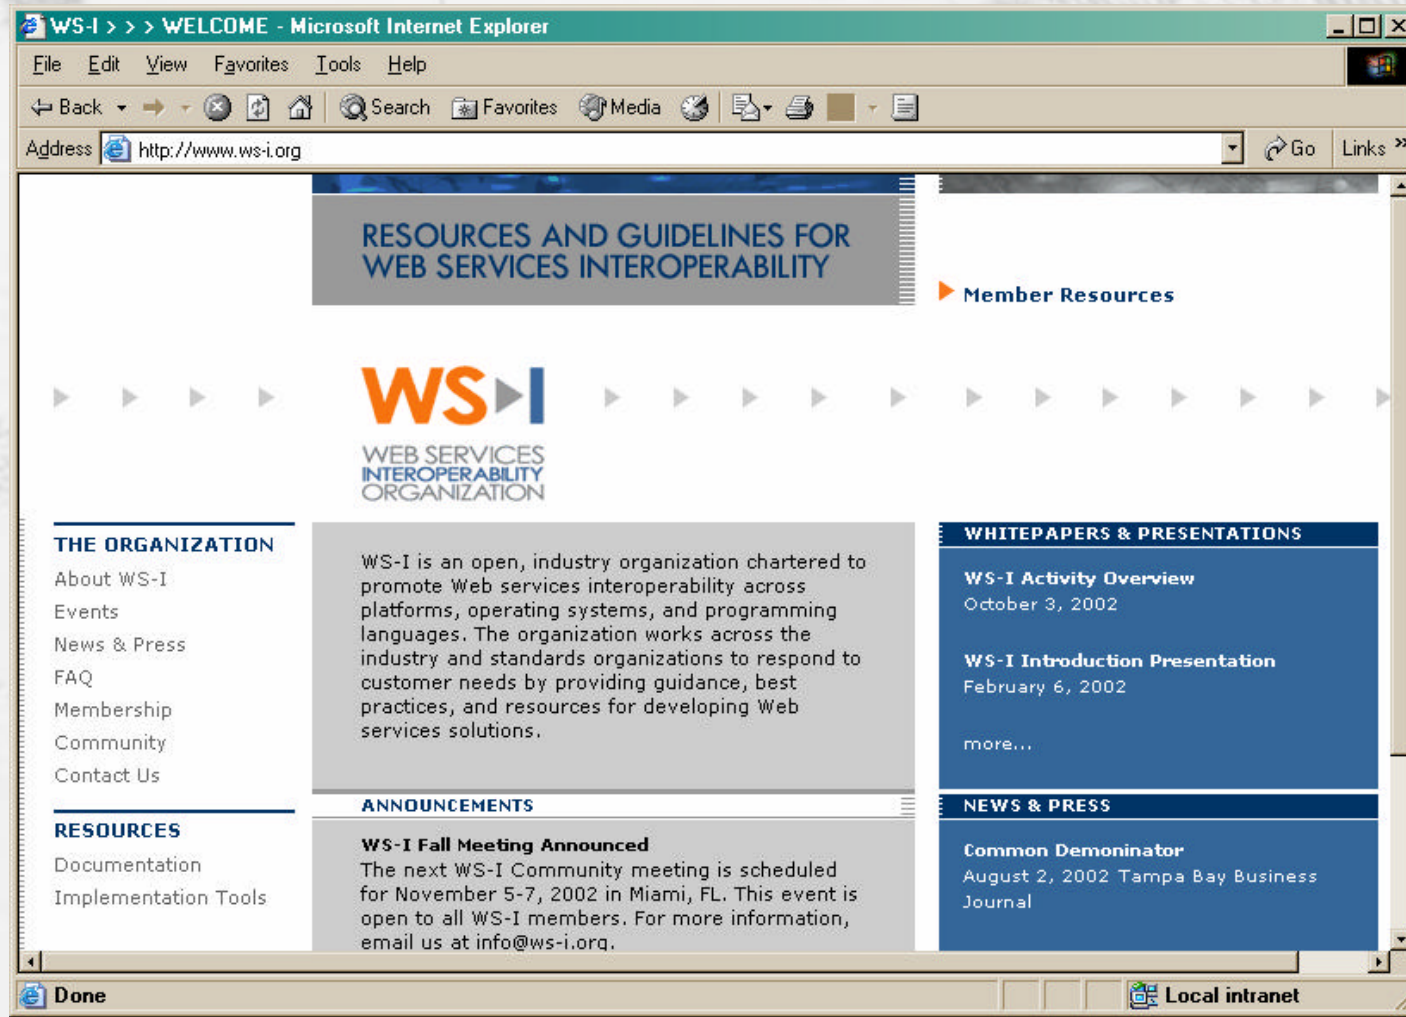 WS-I > > > WELCOME - Microsoft Internet Explorer
File Edit View Favorites Tools Help
Back Search Favorites Media
Address http://www.ws-i.org Go Links »
RESOURCES AND GUIDELINES FOR
WEB SERVICES INTEROPERABILITY
Member Resources
WS I
WEB SERVICES
INTEROPERABILITY
ORGANIZATION
THE ORGANIZATION
About WS-I
Events
News & Press
FAQ
Membership
Community
Contact Us
RESOURCES
Documentation
Implementation Tools
WS-I is an open, industry organization chartered to
promote Web services interoperability across
platforms, operating systems, and programming
languages. The organization works across the
industry and standards organizations to respond to
customer needs by providing guidance, best
practices, and resources for developing Web
services solutions.
ANNOUNCEMENTS
WS-I Fall Meeting Announced
The next WS-I Community meeting is scheduled
for November 5-7, 2002 in Miami, FL. This event is
open to all WS-I members. For more information,
email us at info@ws-i.org.
WHITEPAPERS & PRESENTATIONS
WS-I Activity Overview
October 3, 2002
WS-I Introduction Presentation
February 6, 2002
more...
NEWS & PRESS
Common Demoninator
August 2, 2002 Tampa Bay Business
Journal
Done Local intranet